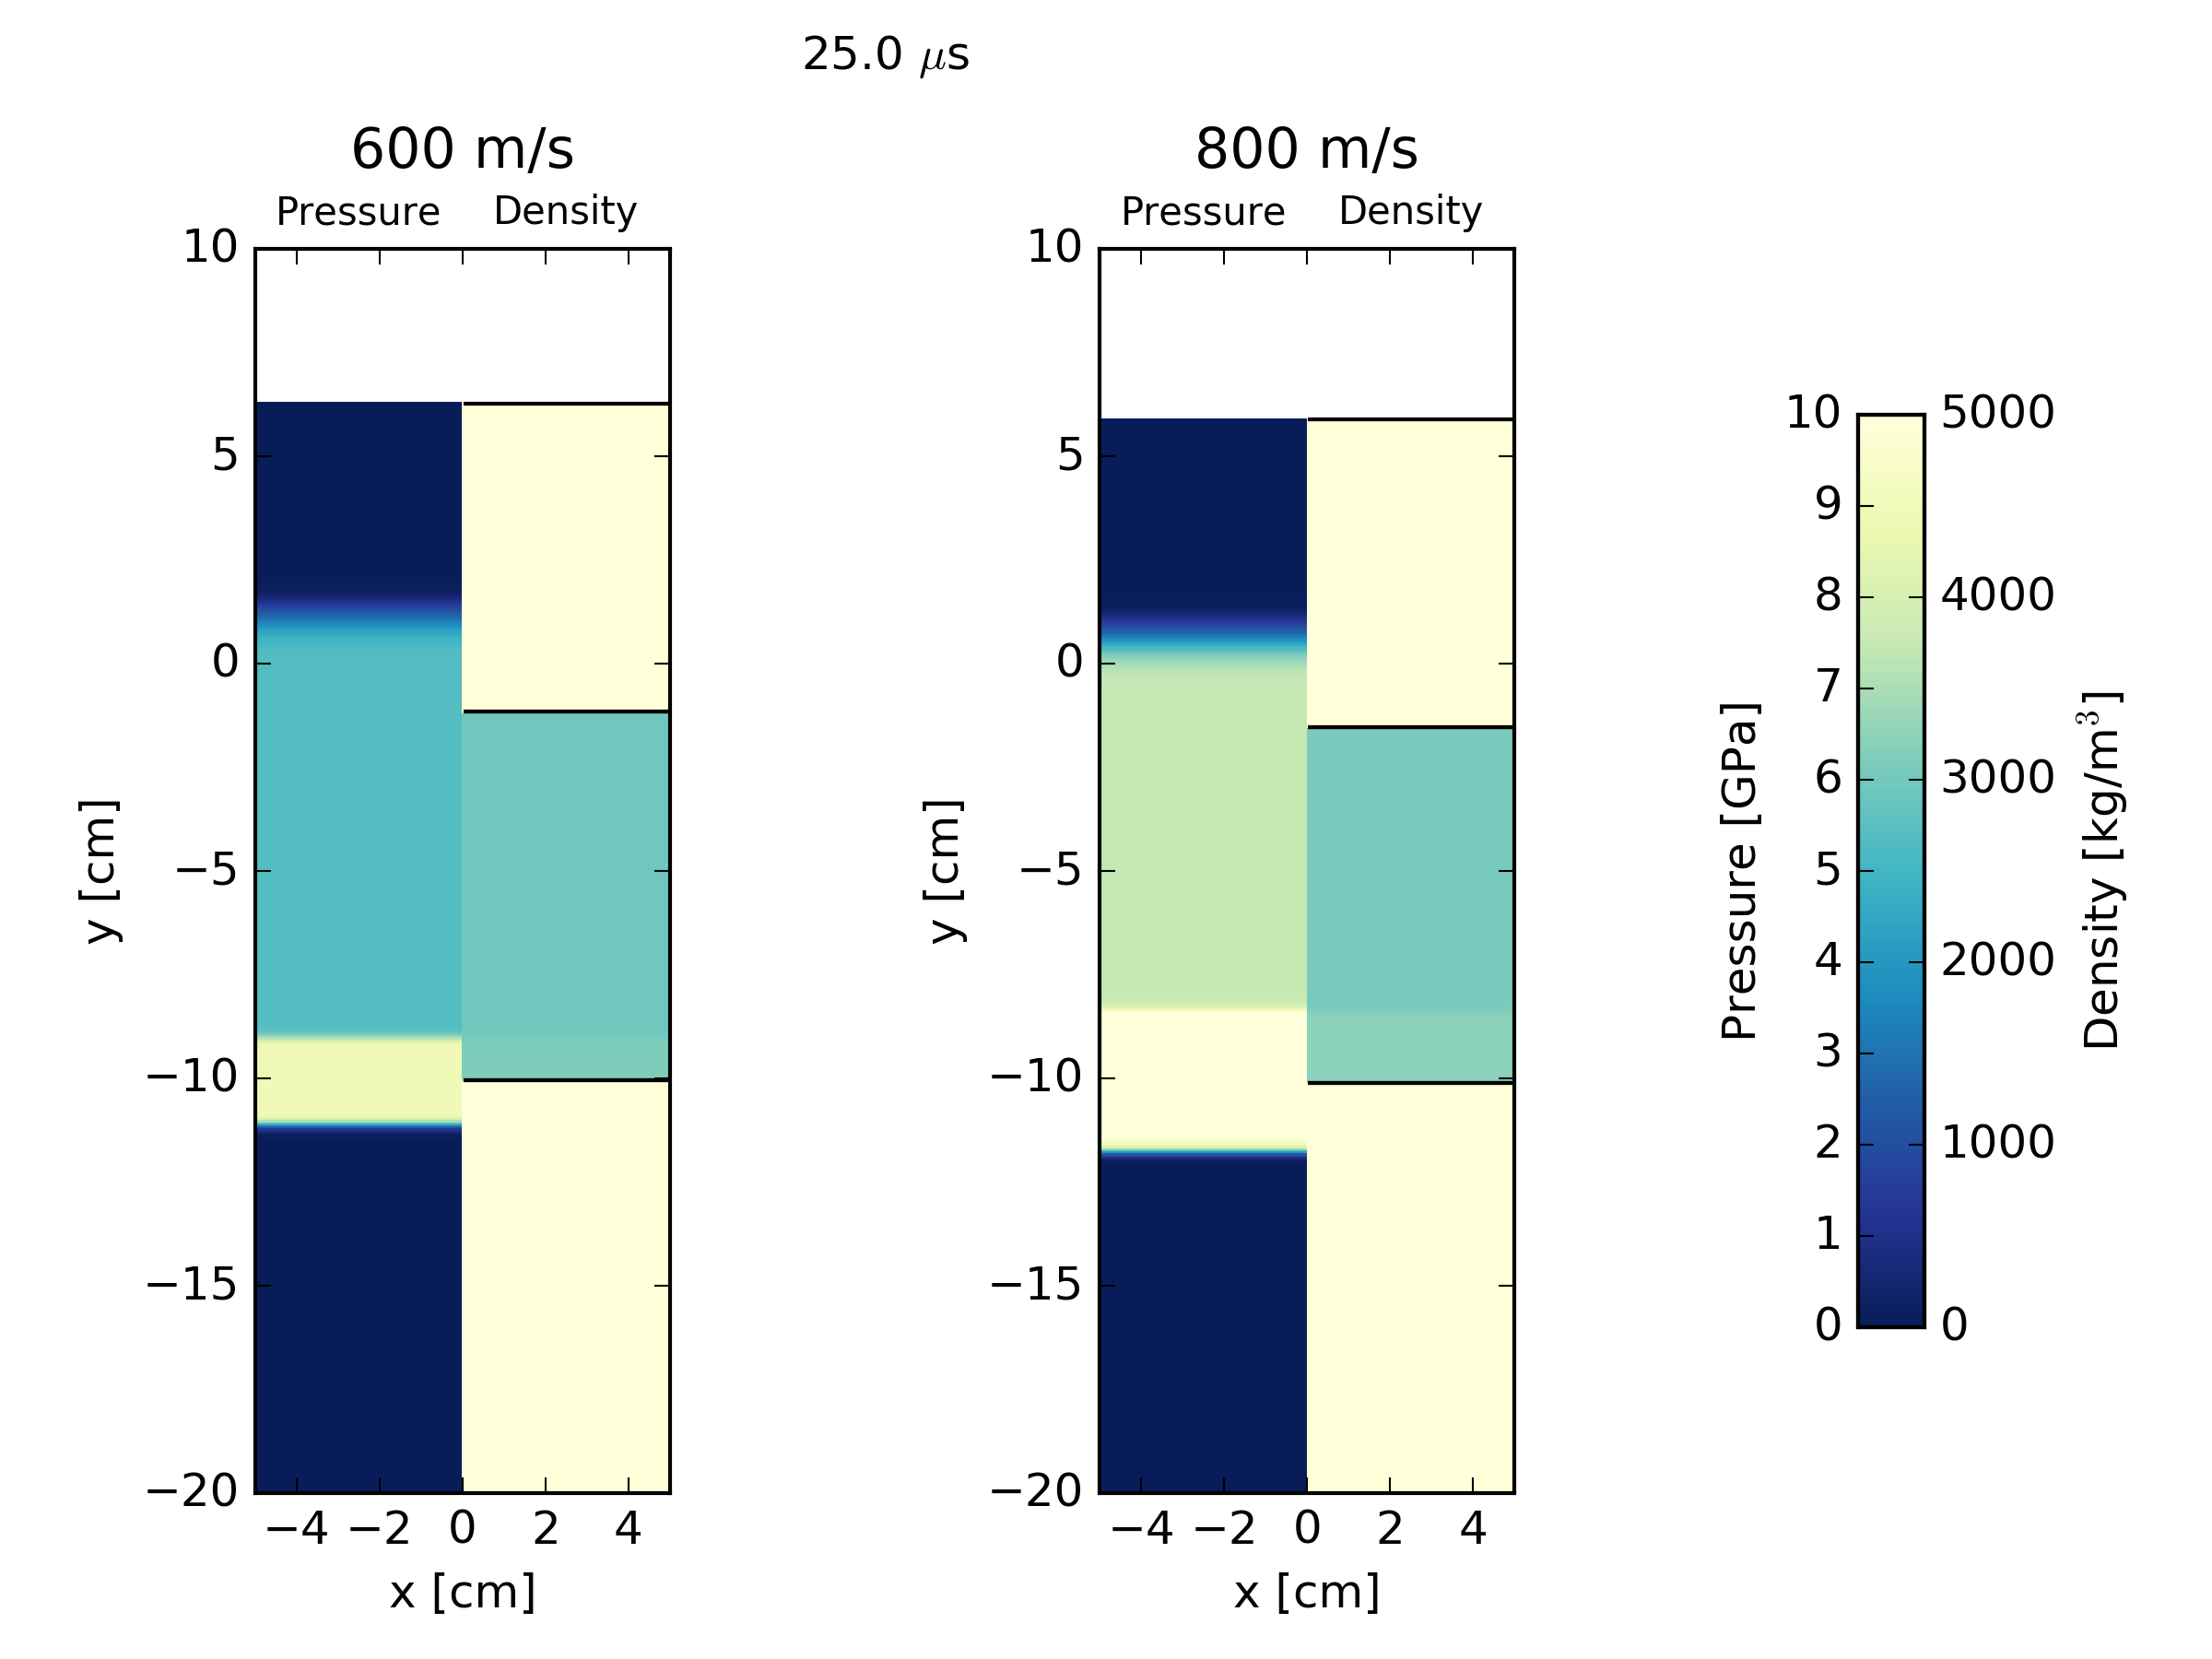 25.0 μs
600 m/s
Pressure Density
10
5
0
−5
−10
−15
−20
y [cm]
−4 −2 0 2 4
x [cm]
800 m/s
Pressure Density
10
5
0
−5
−10
−15
−20
y [cm]
−4 −2 0 2 4
x [cm]
10
9
8
7
6
5
4
3
2
1
0
Pressure [GPa]
5000
4000
3000
2000
1000
0
Density [kg/m³]